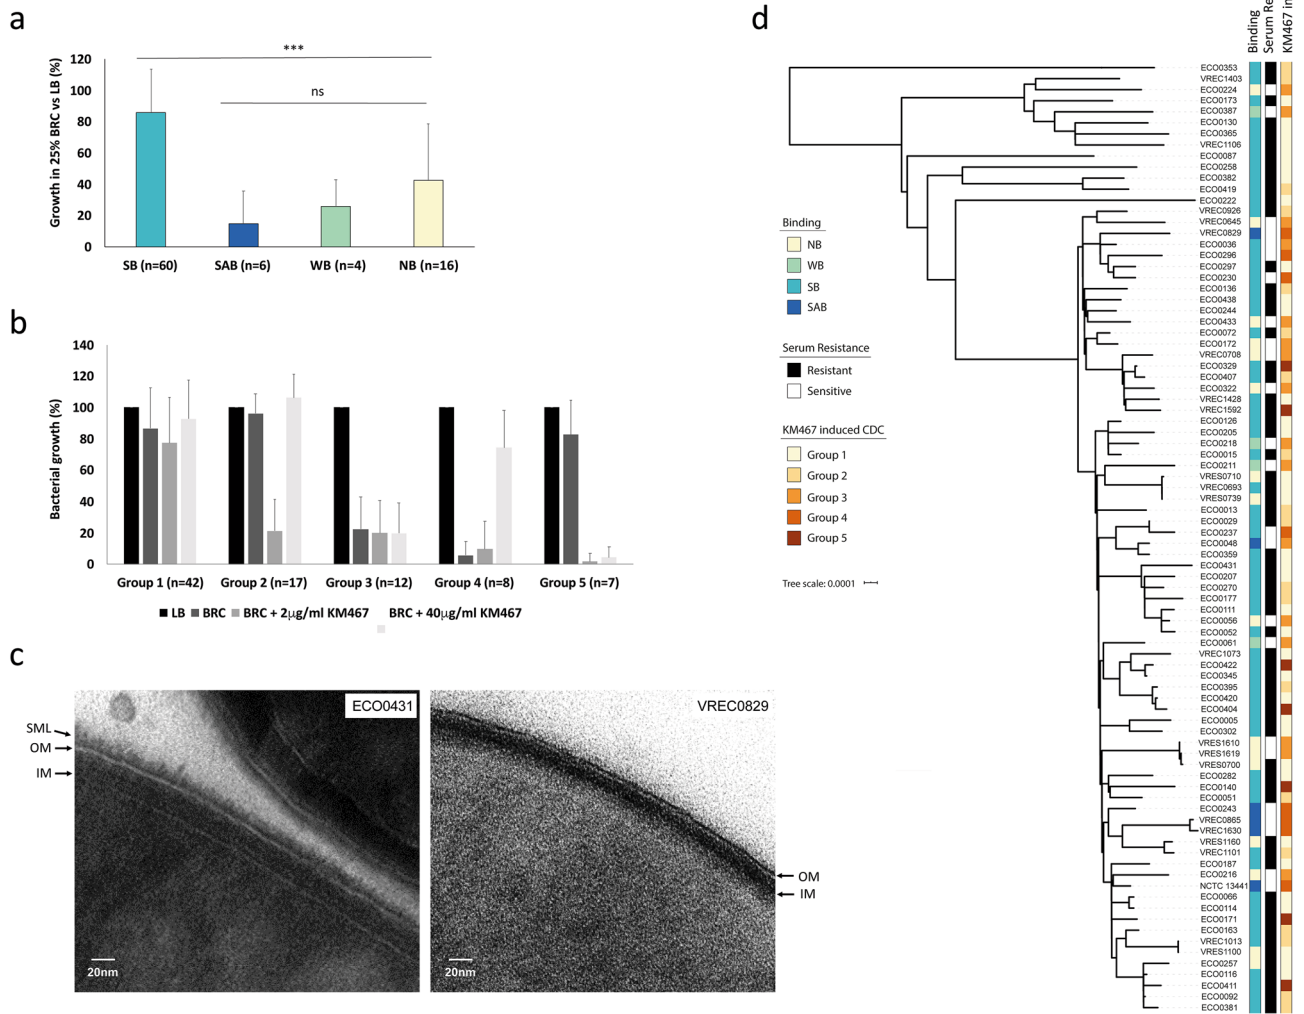 a
***
ns
Growth in 25% BRC vs LB (%)
120
100
80
60
40
20
0
SB (n=60)
SAB (n=6)
WB (n=4)
NB (n=16)
b
Bacterial growth (%)
140
120
100
80
60
40
20
0
Group 1 (n=42)
Group 2 (n=17)
Group 3 (n=12)
Group 4 (n=8)
Group 5 (n=7)
LB
BRC
BRC + 2μg/ml KM467
BRC + 40μg/ml KM467
c
SML
OM
IM
ECO0431
20nm
VREC0829
OM
IM
20nm
d
Binding
Serum Re
KM467 in
Binding
NB
WB
SB
SAB
Serum Resistance
Resistant
Sensitive
KM467 induced CDC
Group 1
Group 2
Group 3
Group 4
Group 5
Tree scale: 0.0001
ECO0353
VREC1403
ECO0224
ECO0173
ECO0387
ECO0130
ECO0365
VREC1106
ECO0087
ECO0258
ECO0382
ECO0419
ECO0222
VREC0926
VREC0645
VREC0829
ECO0036
ECO0296
ECO0297
ECO0230
ECO0136
ECO0438
ECO0244
ECO0433
ECO0072
ECO0172
VREC0708
ECO0329
ECO0407
ECO0322
VREC1428
VREC1592
ECO0126
ECO0205
ECO0218
ECO0015
ECO0211
VRES0710
VREC0693
VRES0739
ECO0013
ECO0029
ECO0237
ECO0048
ECO0359
ECO0431
ECO0207
ECO0270
ECO0177
ECO0111
ECO0056
ECO0052
ECO0061
VREC1073
ECO0422
ECO0345
ECO0395
ECO0420
ECO0404
ECO0005
ECO0302
VRES1610
VRES1619
VRES0700
ECO0282
ECO0140
ECO0051
ECO0243
VREC0865
VREC1630
VRES1160
VREC1101
ECO0187
ECO0216
NCTC 13441
ECO0066
ECO0114
ECO0171
ECO0163
VREC1013
VRES1100
ECO0257
ECO0116
ECO0411
ECO0092
ECO0381